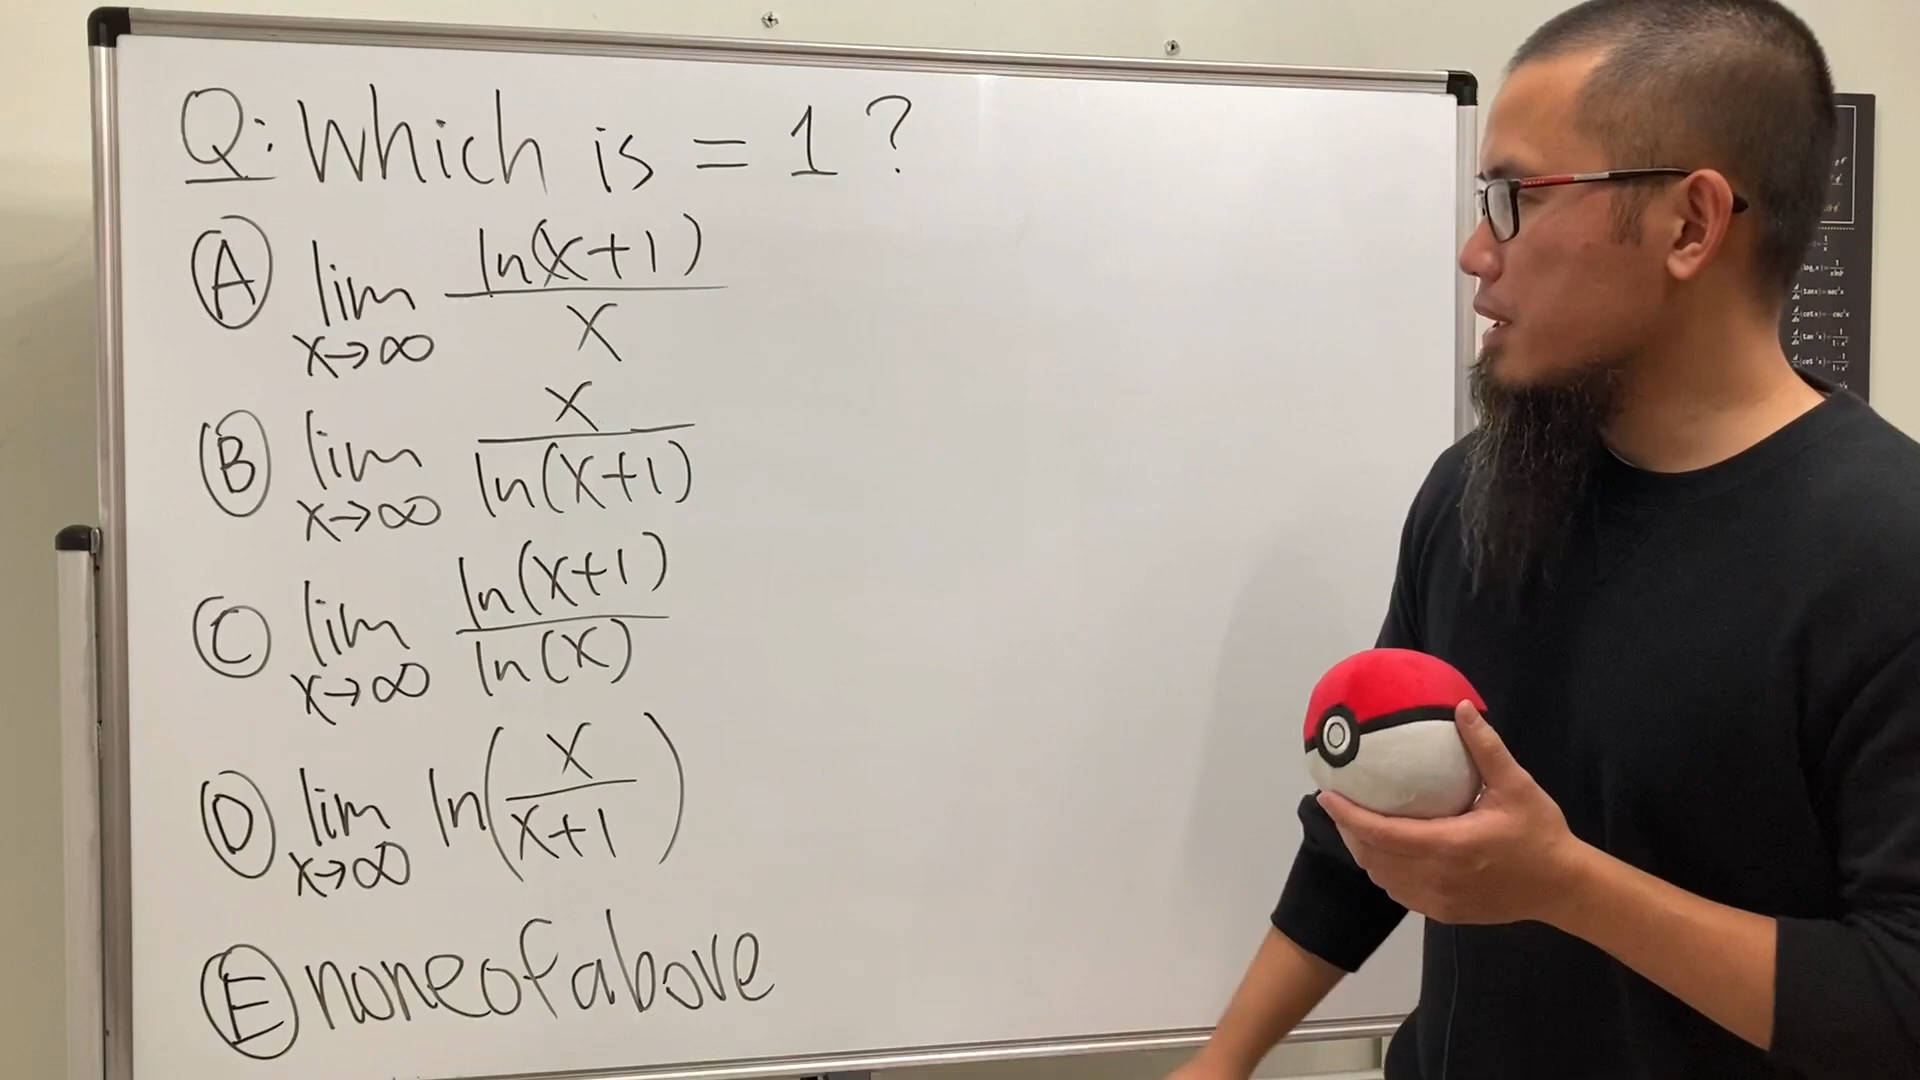 Q: Which is = 1 ?
Ⓐ lim x→∞ ln(x+1) / x
Ⓑ lim x→∞ x / ln(x+1)
Ⓒ lim x→∞ ln(x+1) / ln(x)
Ⓓ lim x→∞ ln(x / x+1)
Ⓔ none of above